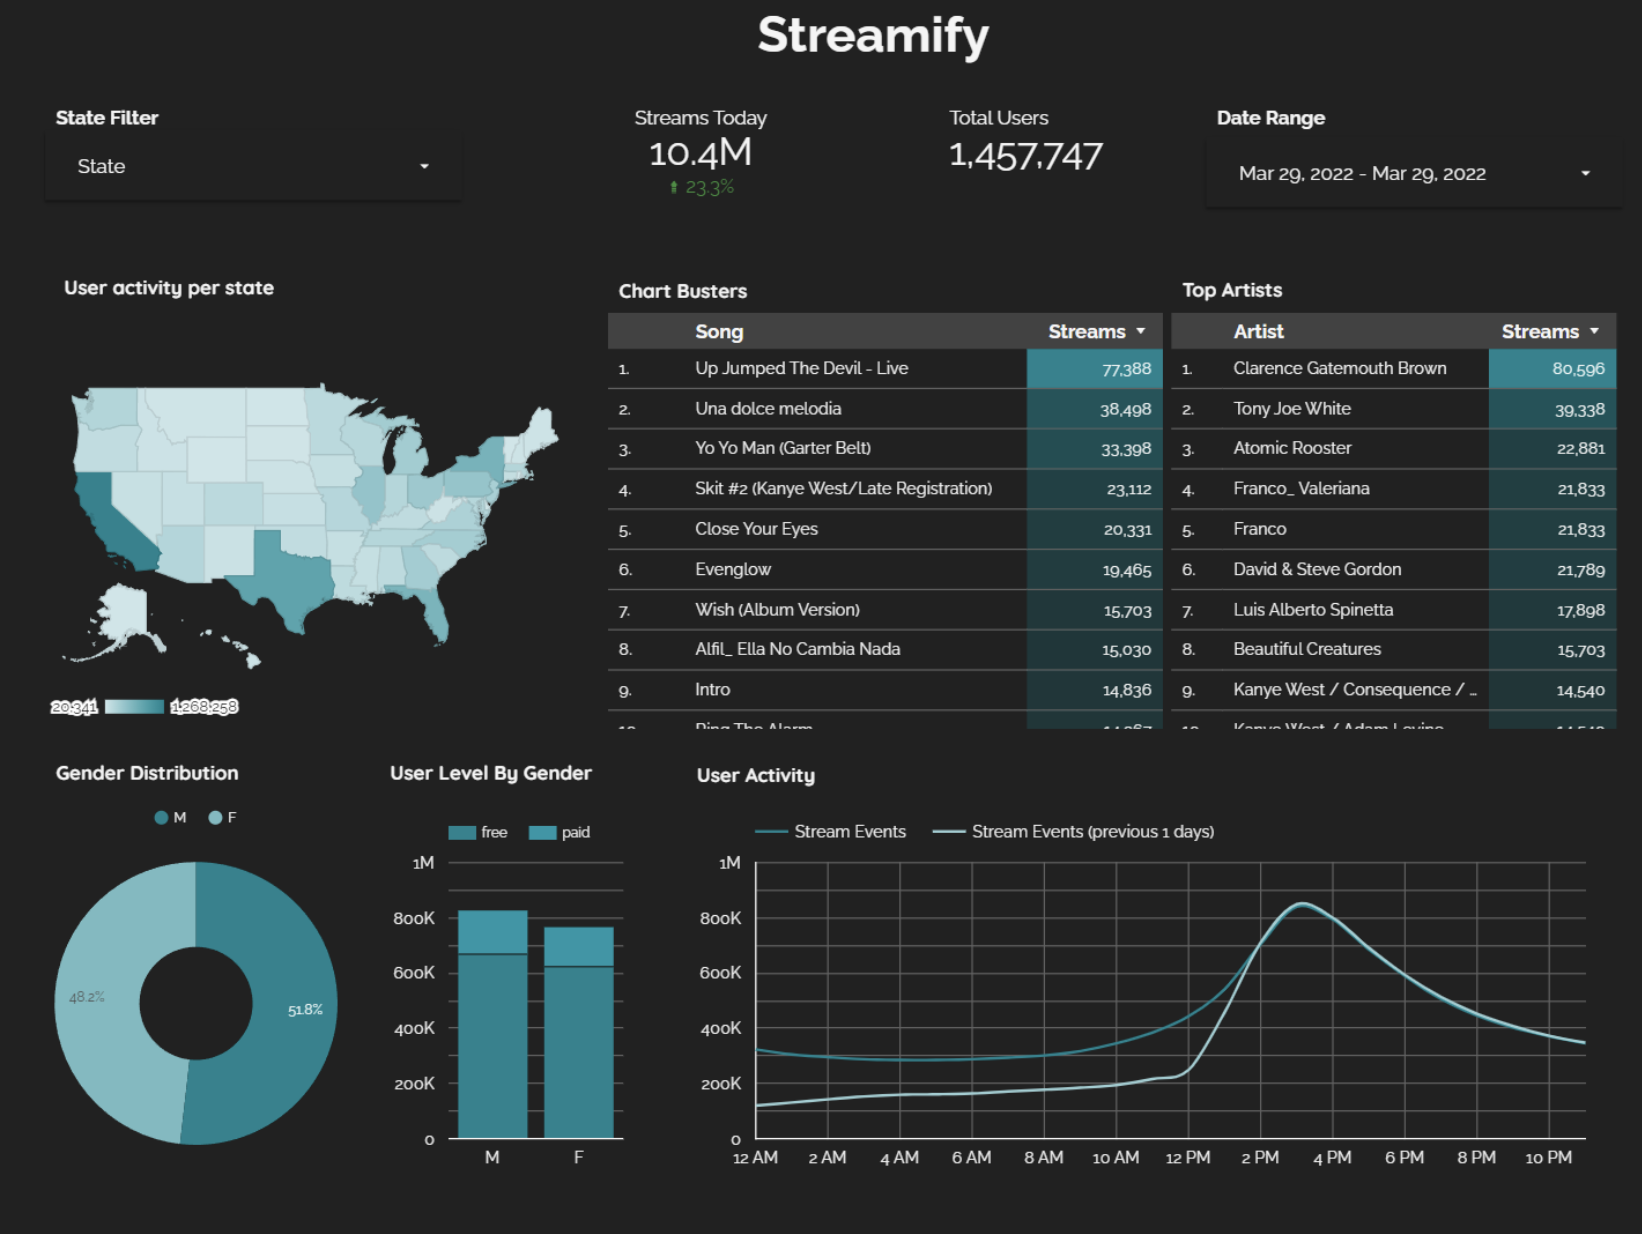 Streamify
State Filter
State
Streams Today
10.4M
23.3%
Total Users
1,457,747
Date Range
Mar 29, 2022 - Mar 29, 2022
User activity per state
20,341 1,268,258
Chart Busters
Song Streams
1. Up Jumped The Devil - Live 77,388
2. Una dolce melodia 38,498
3. Yo Yo Man (Garter Belt) 33,398
4. Skit #2 (Kanye West/Late Registration) 23,112
5. Close Your Eyes 20,331
6. Evenglow 19,465
7. Wish (Album Version) 15,703
8. Alfil_ Ella No Cambia Nada 15,030
9. Intro 14,836
10. Ring The Alarm
Top Artists
Artist Streams
1. Clarence Gatemouth Brown 80,596
2. Tony Joe White 39,338
3. Atomic Rooster 22,881
4. Franco_ Valeriana 21,833
5. Franco 21,833
6. David & Steve Gordon 21,789
7. Luis Alberto Spinetta 17,898
8. Beautiful Creatures 15,703
9. Kanye West / Consequence / ... 14,540
10. Kanye West / Adam Levine
Gender Distribution
M F
48.2%
51.8%
User Level By Gender
free paid
1M
800K
600K
400K
200K
0
M F
User Activity
Stream Events Stream Events (previous 1 days)
1M
800K
600K
400K
200K
0
12 AM 2 AM 4 AM 6 AM 8 AM 10 AM 12 PM 2 PM 4 PM 6 PM 8 PM 10 PM